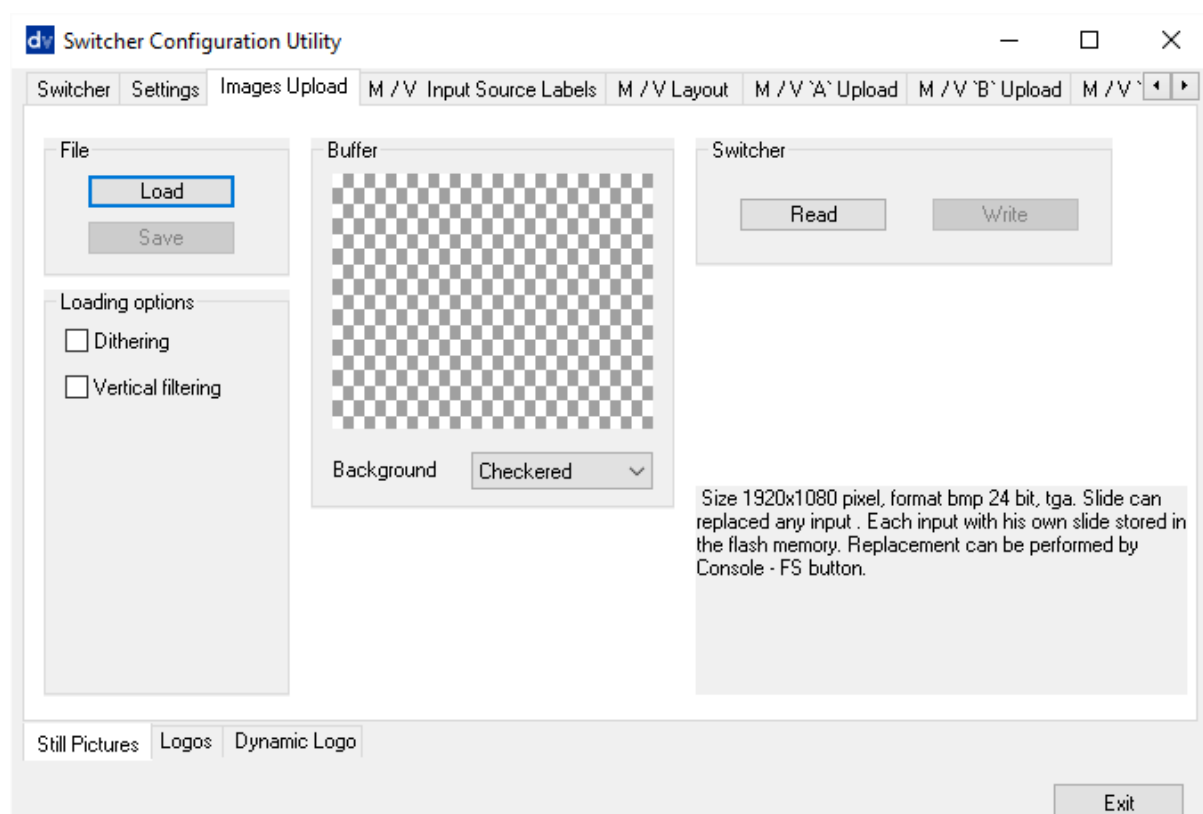 dv Switcher Configuration Utility
Switcher Settings Images Upload M / V Input Source Labels M / V Layout M / V `A` Upload M / V `B` Upload M / V `
File
Load
Save
Loading options
Dithering
Vertical filtering
Buffer
Background Checkered
Switcher
Read Write
Size 1920x1080 pixel, format bmp 24 bit, tga. Slide can
replaced any input . Each input with his own slide stored in
the flash memory. Replacement can be performed by
Console - FS button.
Still Pictures Logos Dynamic Logo
Exit